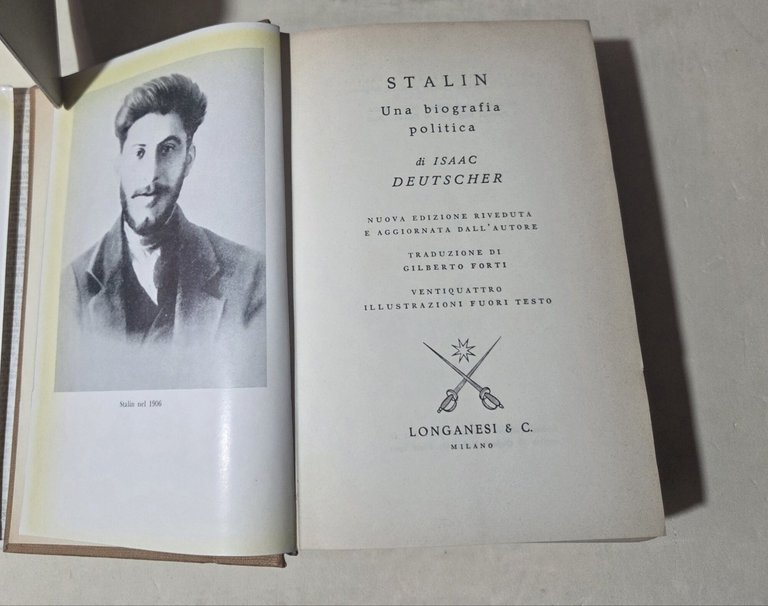 Stalin nel 1906
STALIN
Una biografia
politica
di ISAAC
DEUTSCHER
NUOVA EDIZIONE RIVEDUTA
E AGGIORNATA DALL'AUTORE
TRADUZIONE DI
GILBERTO FORTI
VENTIQUATTRO
ILLUSTRAZIONI FUORI TESTO
LONGANESI & C.
MILANO